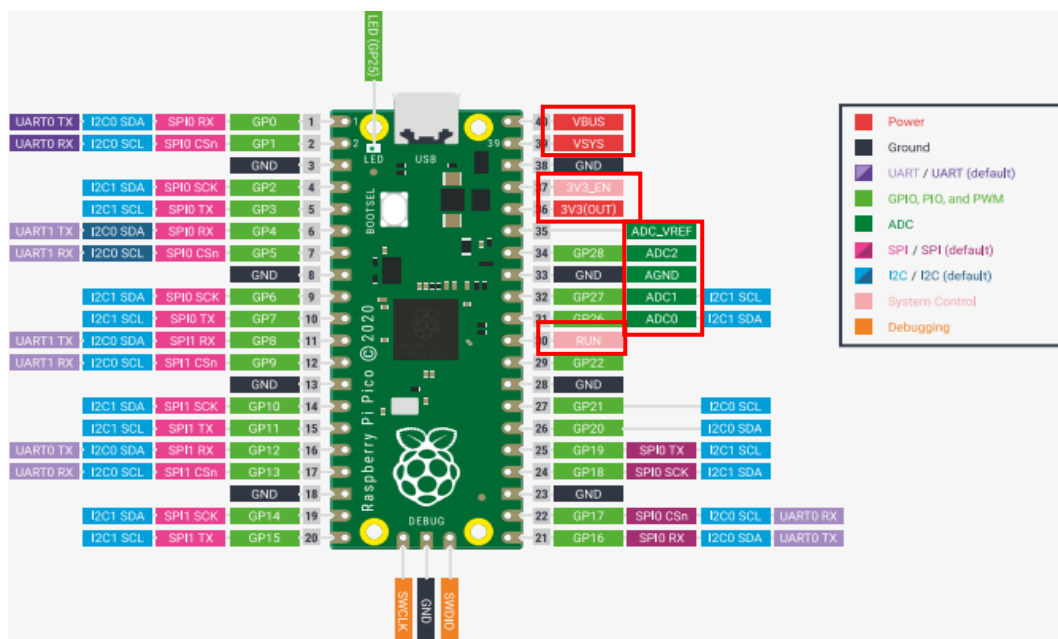 LED (GP25)
UART0 TX I2C0 SDA SPI0 RX GP0 1 1 40 VBUS
UART0 RX I2C0 SCL SPI0 CSn GP1 2 2 LED USB 39 39 VSYS
GND 3 38 GND
I2C1 SDA SPI0 SCK GP2 4 37 3V3_EN
I2C1 SCL SPI0 TX GP3 5 BOOTSEL 36 3V3(OUT)
UART1 TX I2C0 SDA SPI0 RX GP4 6 35 ADC_VREF
UART1 RX I2C0 SCL SPI0 CSn GP5 7 34 GP28 ADC2
GND 8 33 GND AGND
I2C1 SDA SPI0 SCK GP6 9 32 GP27 ADC1 I2C1 SCL
I2C1 SCL SPI0 TX GP7 10 31 GP26 ADC0 I2C1 SDA
UART1 TX I2C0 SDA SPI1 RX GP8 11 30 RUN
UART1 RX I2C0 SCL SPI1 CSn GP9 12 29 GP22
GND 13 28 GND
I2C1 SDA SPI1 SCK GP10 14 27 GP21 I2C0 SCL
I2C1 SCL SPI1 TX GP11 15 26 GP20 I2C0 SDA
UART0 TX I2C0 SDA SPI1 RX GP12 16 25 GP19 SPI0 TX I2C1 SCL
UART0 RX I2C0 SCL SPI1 CSn GP13 17 24 GP18 SPI0 SCK I2C1 SDA
GND 18 23 GND
I2C1 SDA SPI1 SCK GP14 19 22 GP17 SPI0 CSn I2C0 SCL UART0 RX
I2C1 SCL SPI1 TX GP15 20 21 GP16 SPI0 RX I2C0 SDA UART0 TX
Raspberry Pi Pico © 2020
DEBUG
SWCLK
GND
SWDIO
Power
Ground
UART / UART (default)
GPIO, PIO, and PWM
ADC
SPI / SPI (default)
I2C / I2C (default)
System Control
Debugging